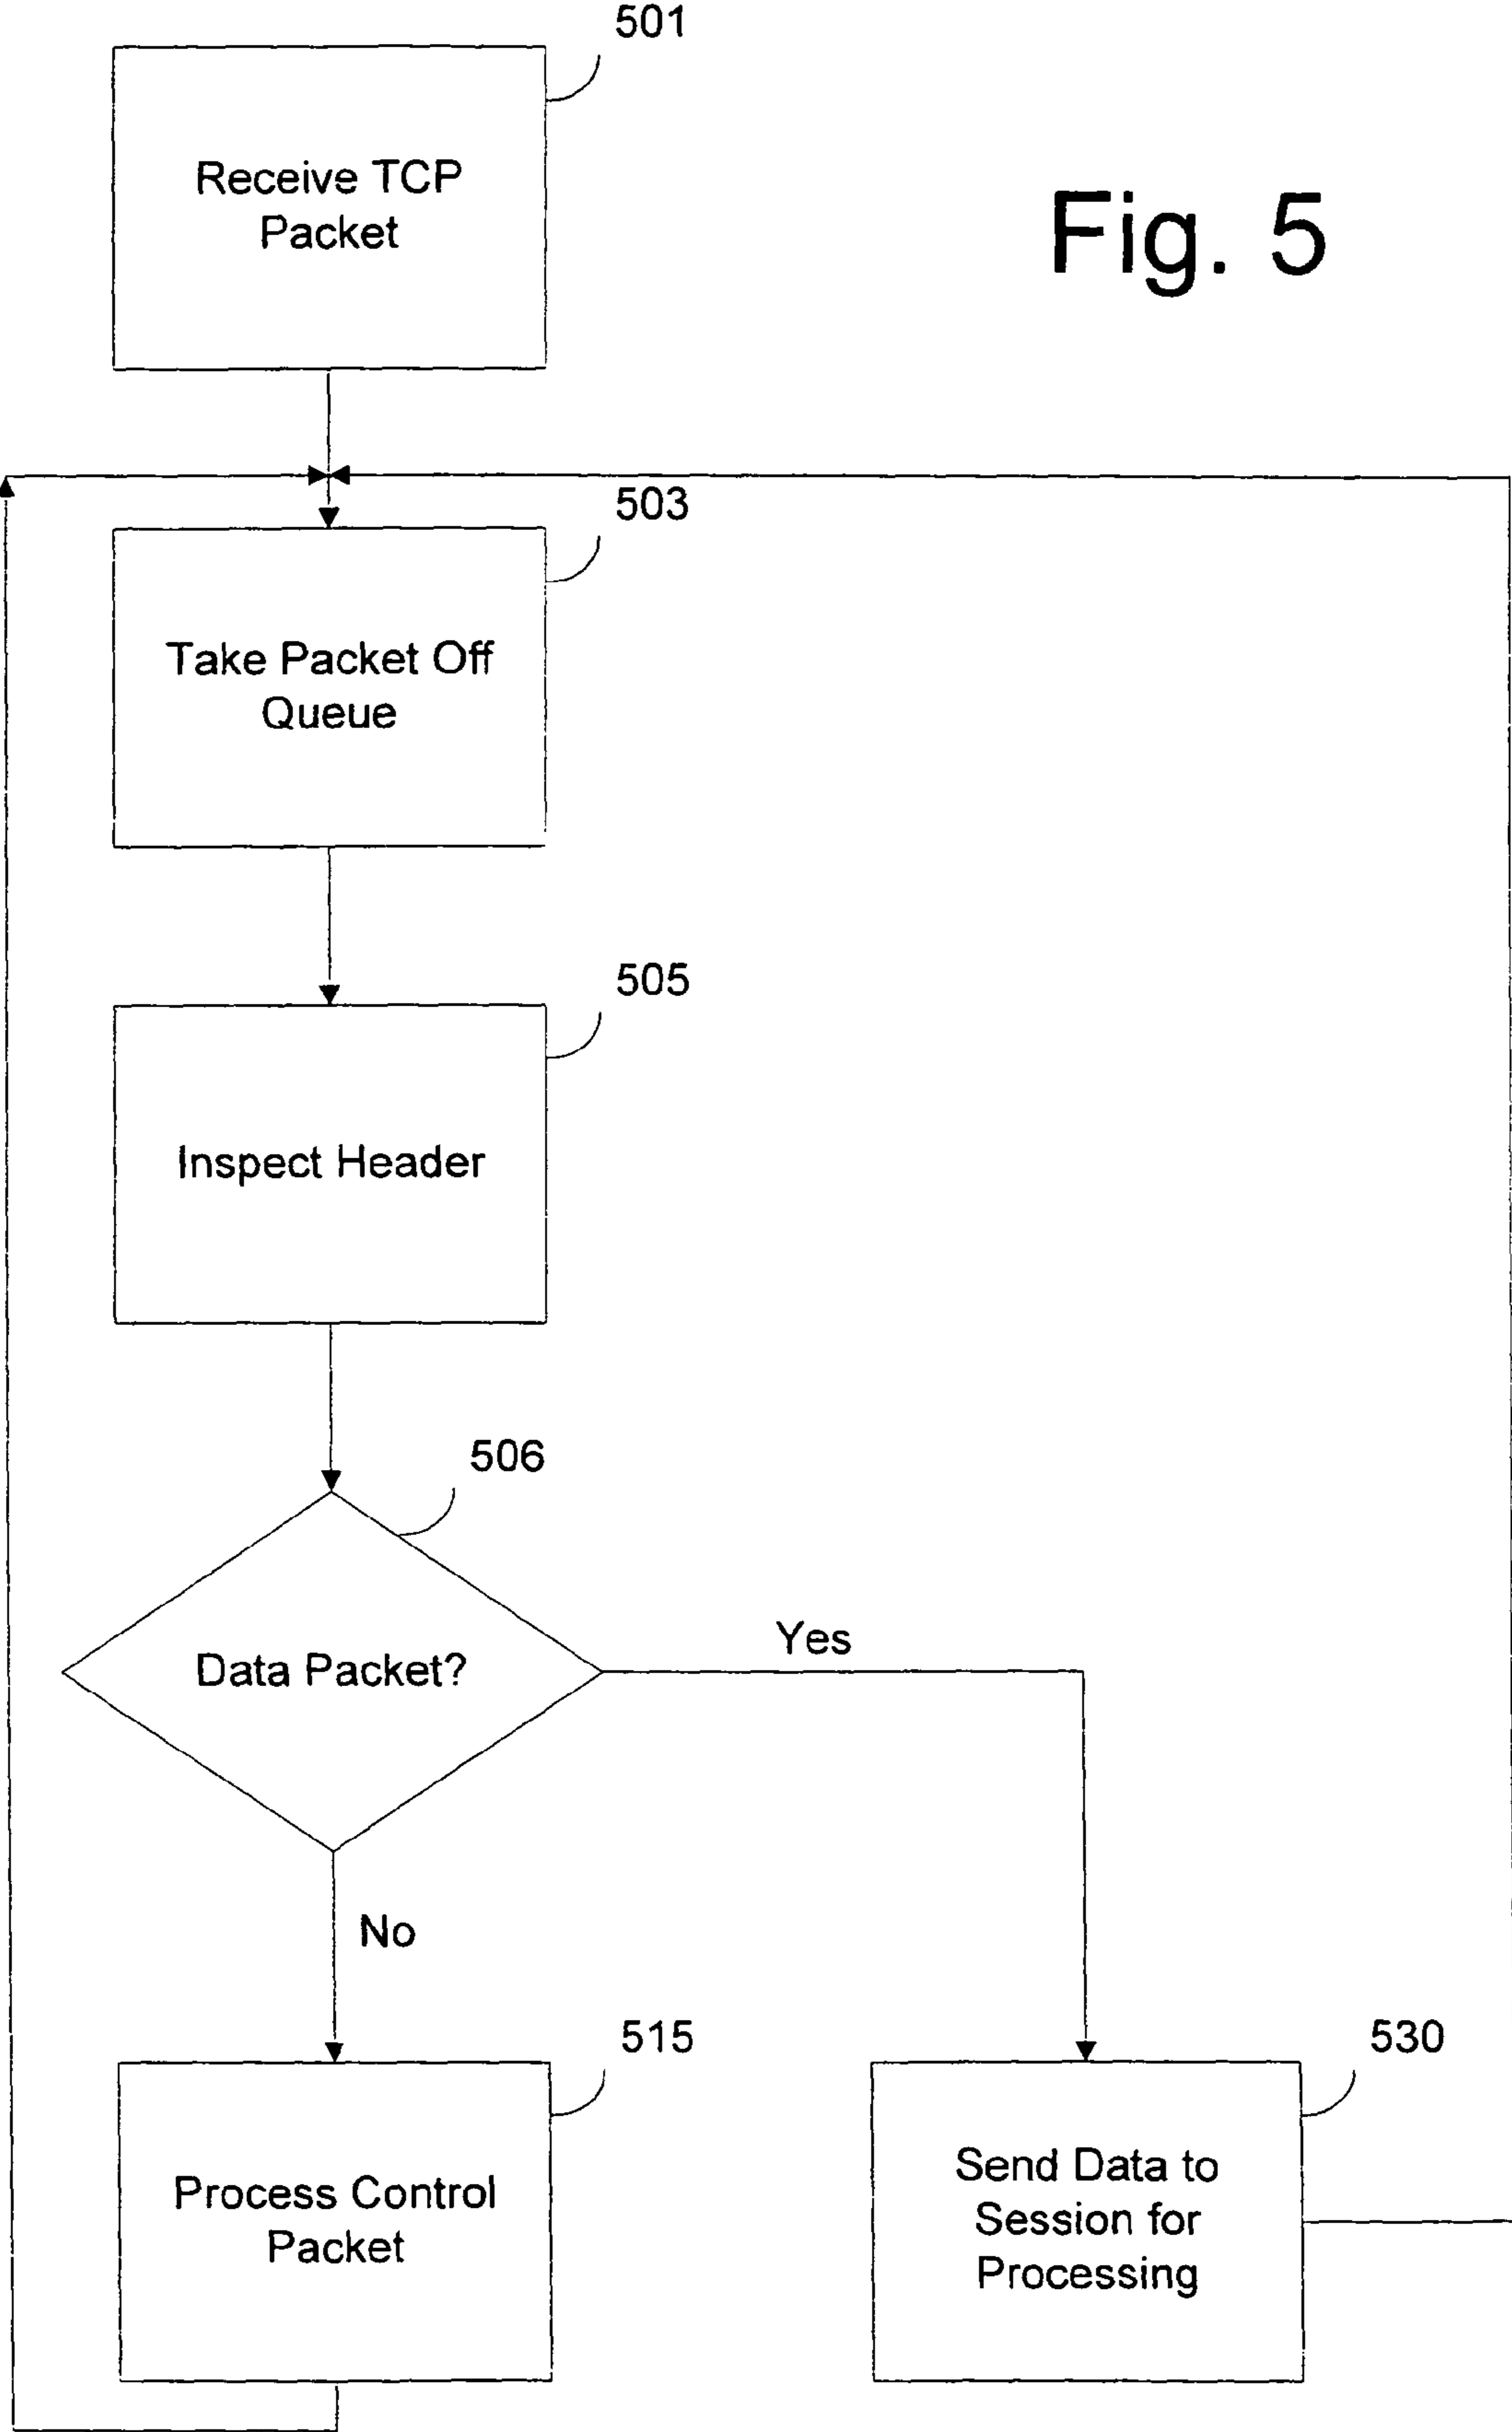 501
Receive TCP
Packet
Fig. 5
503
Take Packet Off
Queue
505
Inspect Header
506
Data Packet?
Yes
No
515
Process Control
Packet
530
Send Data to
Session for
Processing